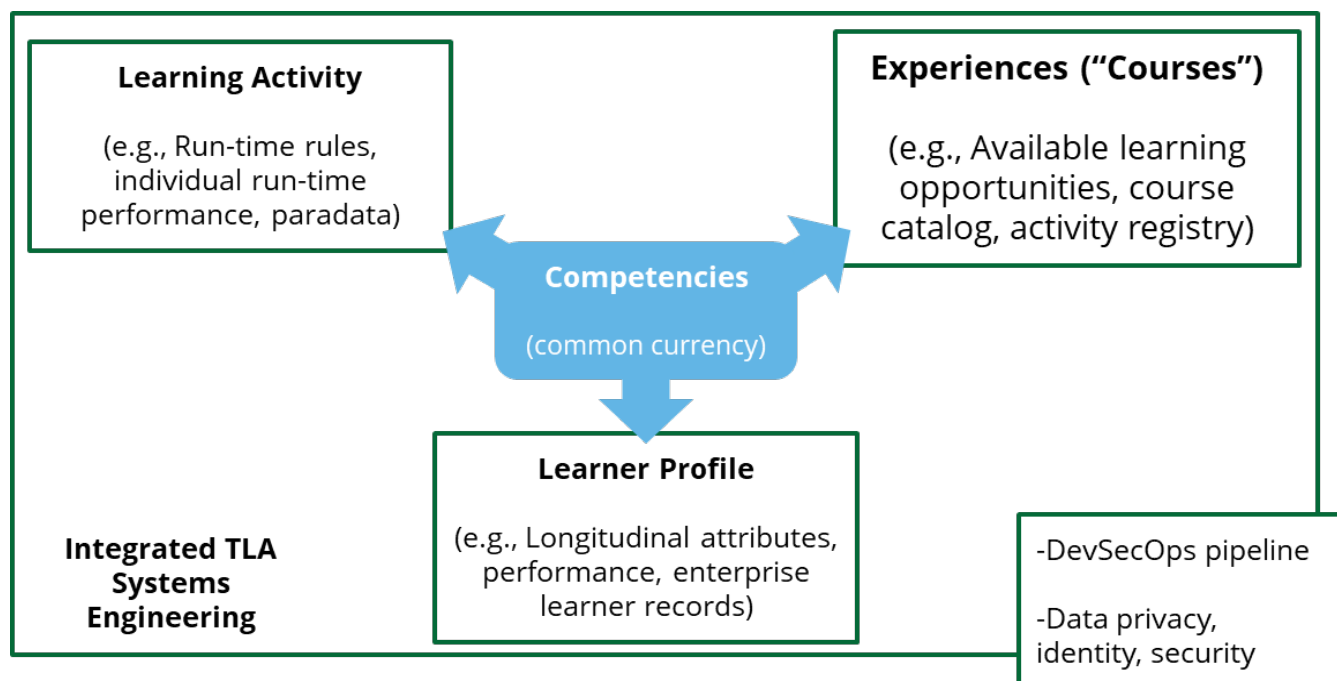 Learning Activity
(e.g., Run-time rules,
individual run-time
performance, paradata)
Experiences (“Courses”)
(e.g., Available learning
opportunities, course
catalog, activity registry)
Competencies
(common currency)
Learner Profile
(e.g., Longitudinal attributes,
performance, enterprise
learner records)
Integrated TLA
Systems
Engineering
-DevSecOps pipeline
-Data privacy,
identity, security